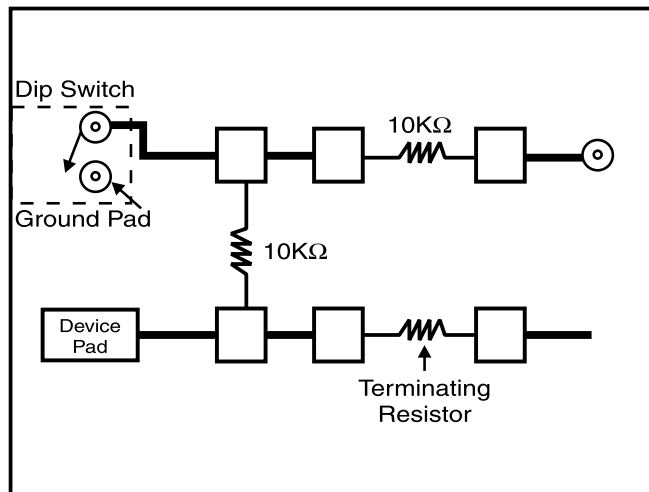 Dip Switch
10KΩ
Ground Pad
10KΩ
Device
Pad
Terminating
Resistor